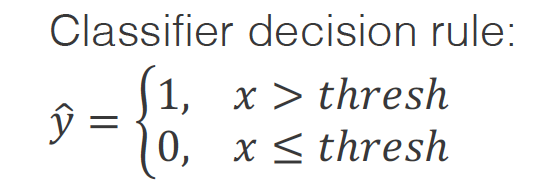 Classifier decision rule:
ŷ = {1, x > thresh
0, x ≤ thresh